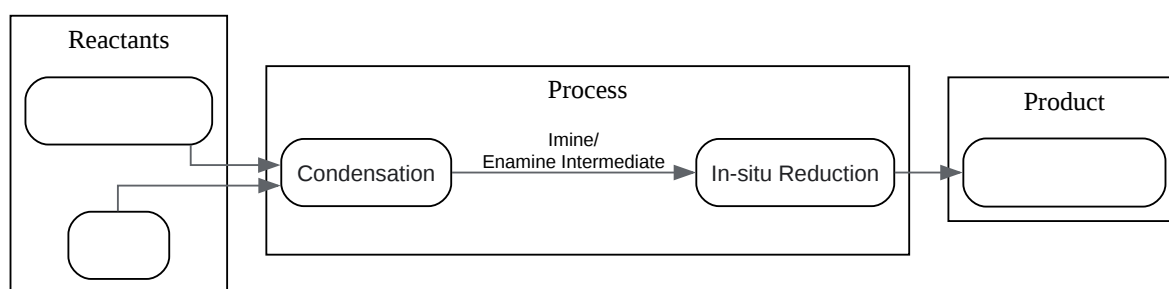 Reactants
Process
Product
Condensation
Imine/
Enamine Intermediate
In-situ Reduction